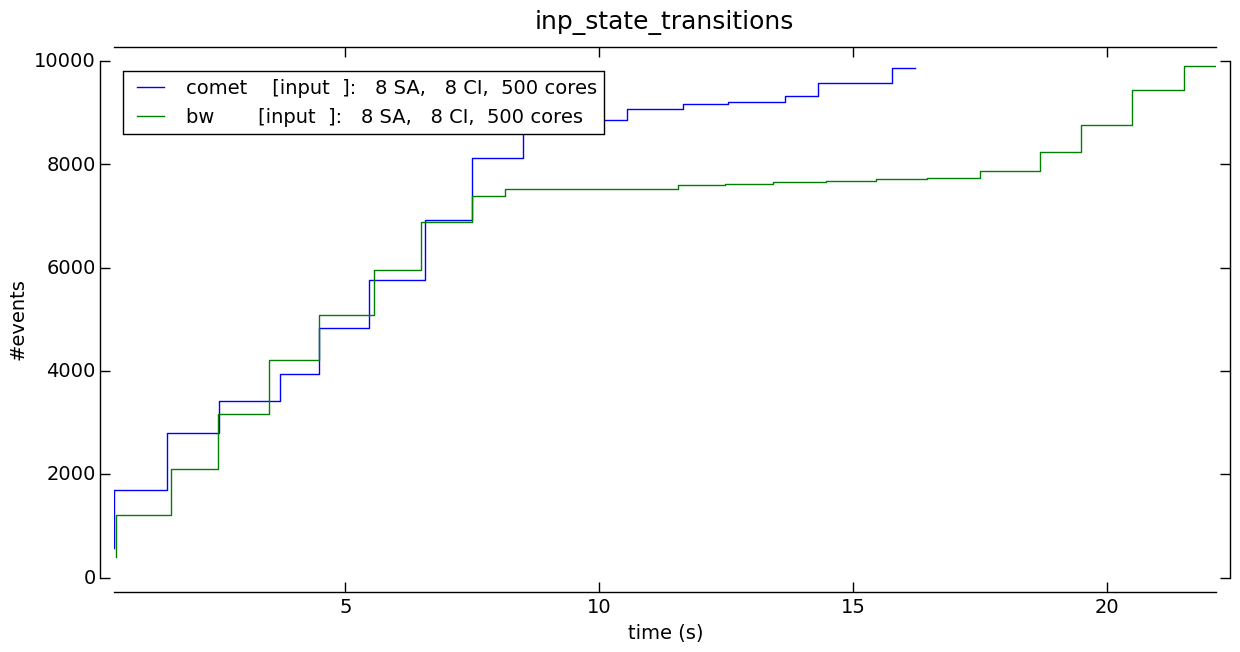 inp_state_transitions
10000
8000
6000
4000
2000
0
#events
comet [input ]: 8 SA, 8 CI, 500 cores
bw [input ]: 8 SA, 8 CI, 500 cores
5 10 15 20
time (s)